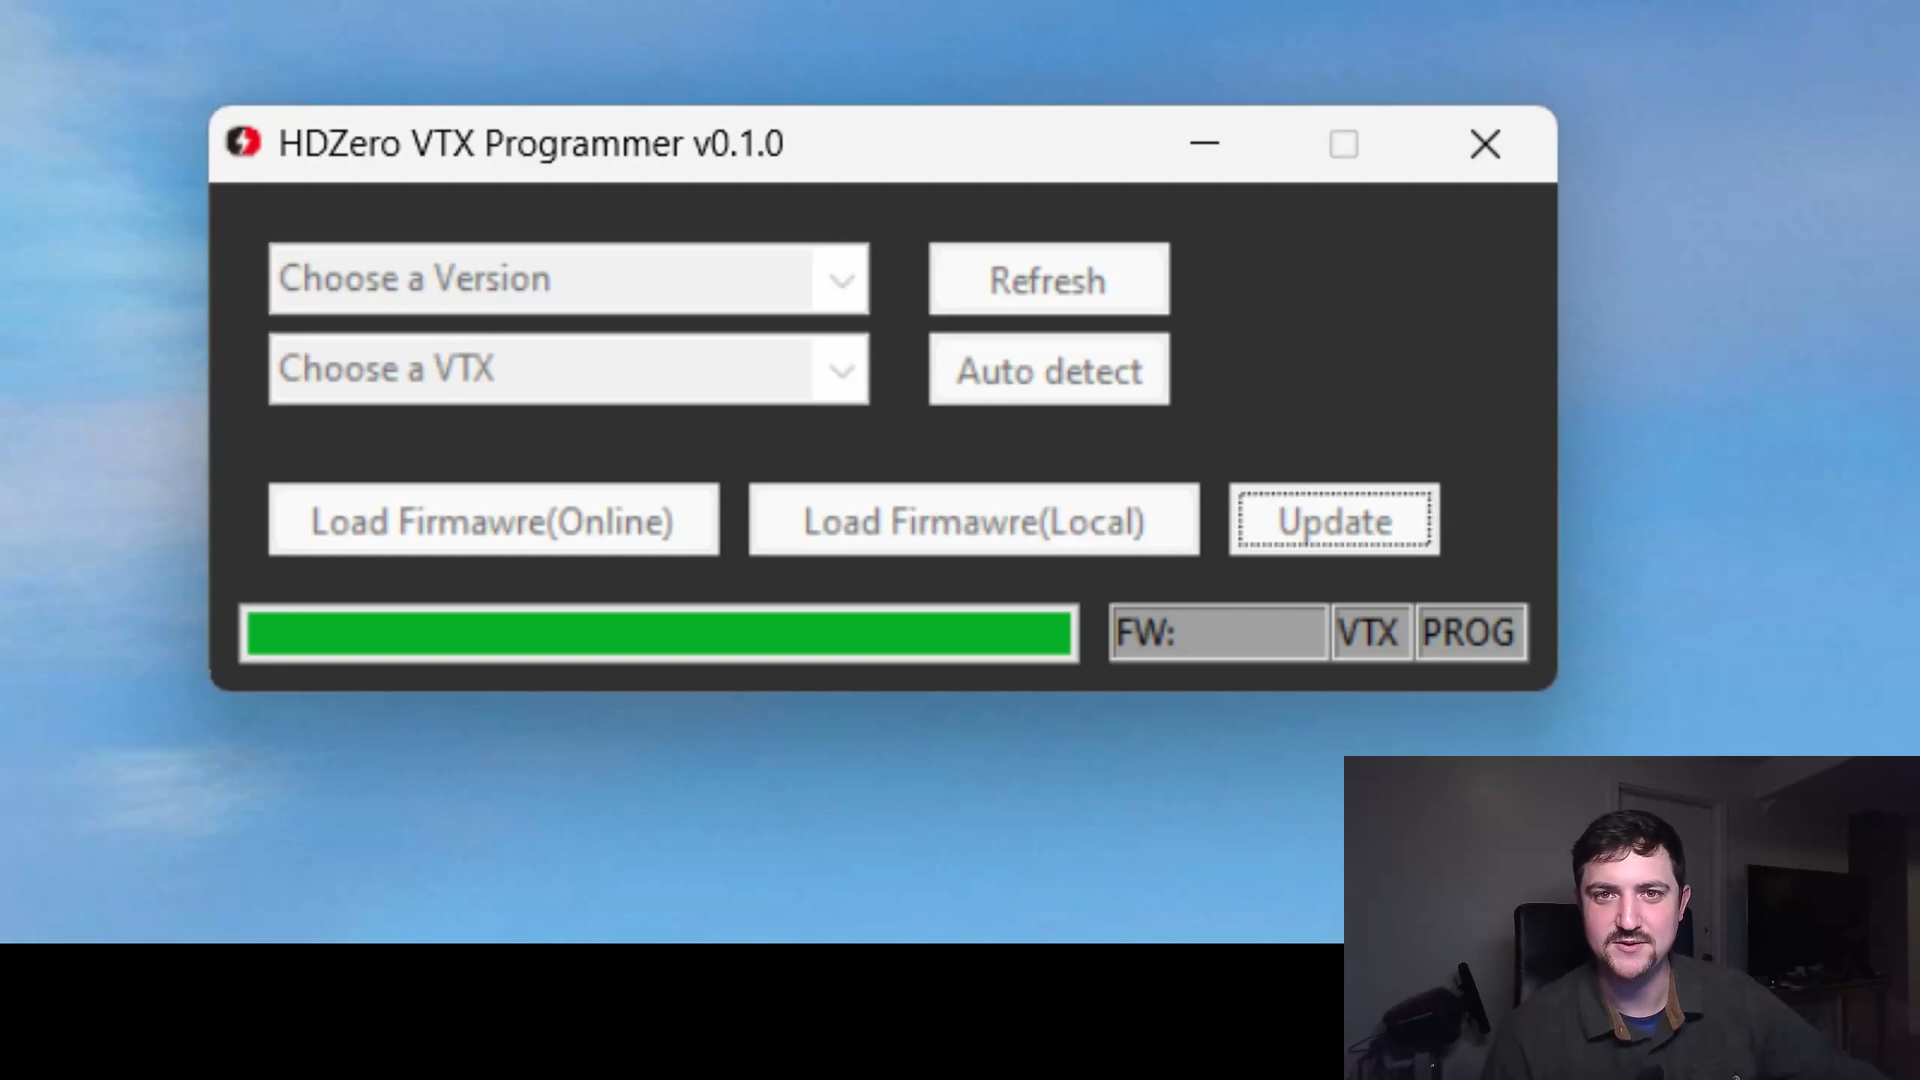 HDZero VTX Programmer v0.1.0
Choose a Version
Refresh
Choose a VTX
Auto detect
Load Firmawre(Online)
Load Firmawre(Local)
Update
FW:
VTX
PROG